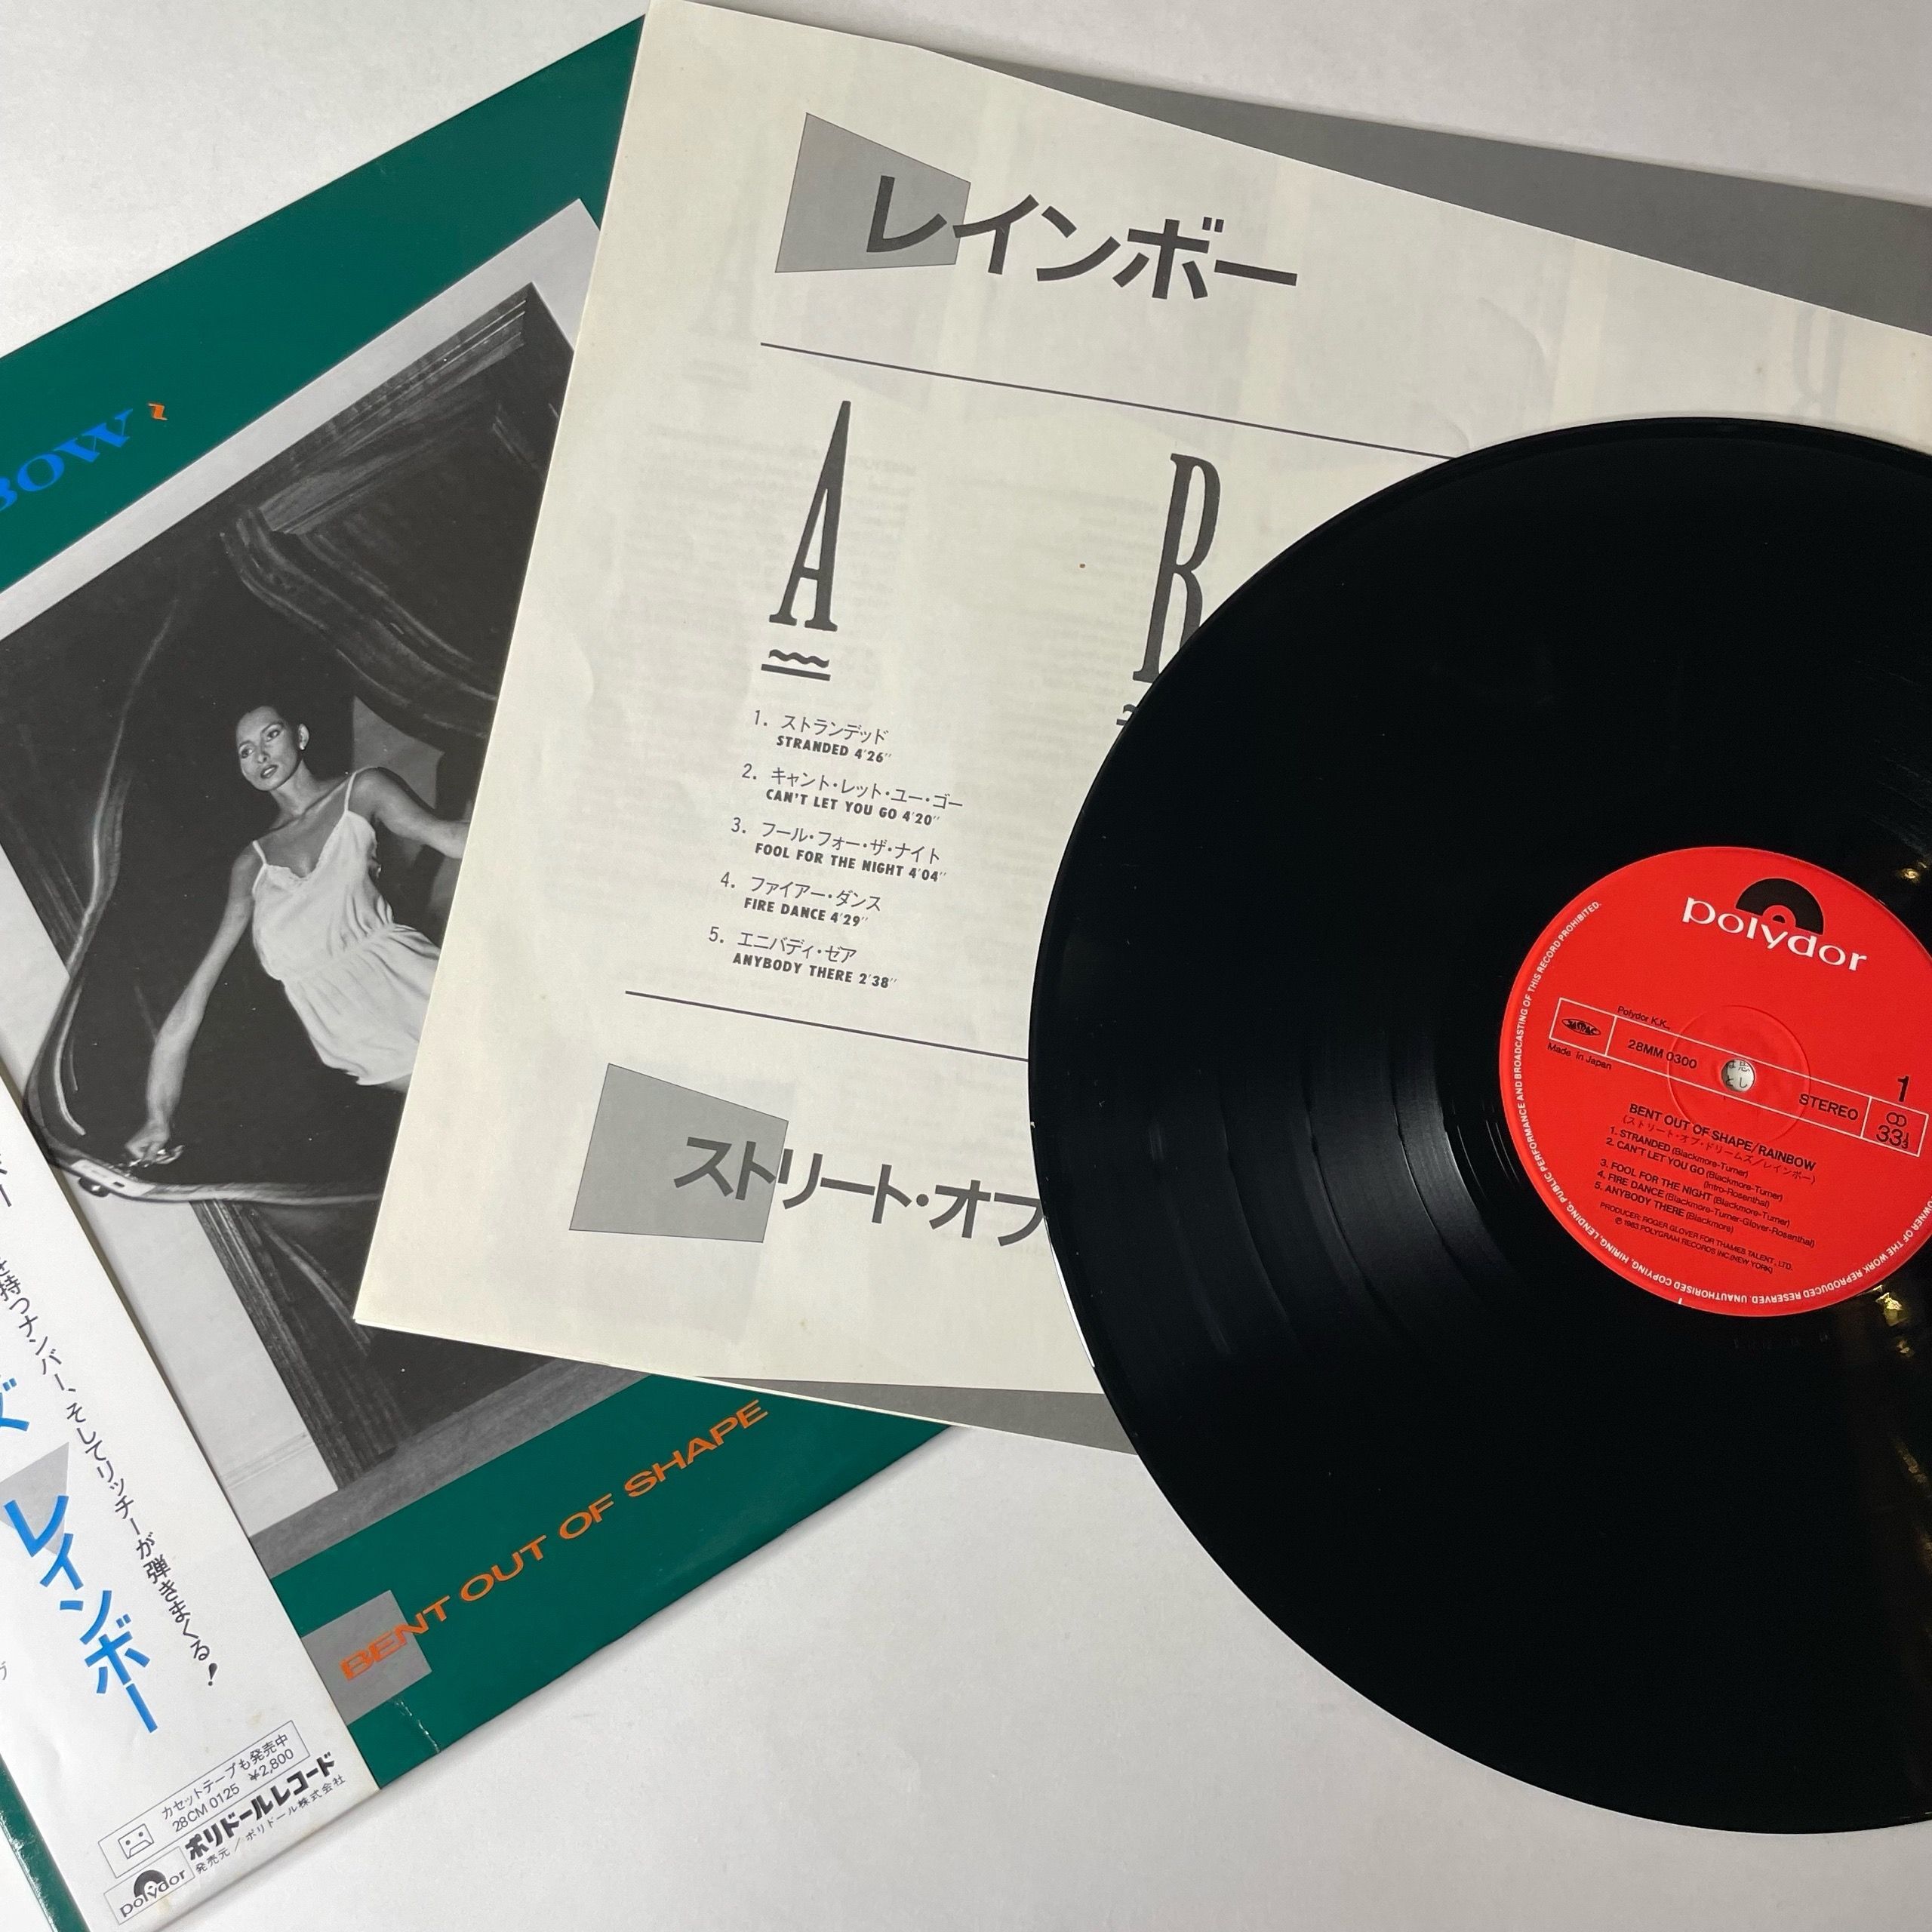 BOW
BENT OUT OF SHAPE
を持つナンバー、そしてリッチーが弾きまくる!
ズ
レインボー
カセットテープも発売中
28CM 0125 ¥2,800
polydor
ポリドールレコード
発売元/ポリドール株式会社
レインボー
A
B
1. ストランデッド
STRANDED 4'26"
2. キャント・レット・ユー・ゴー
CAN'T LET YOU GO 4'20"
3. フール・フォー・ザ・ナイト
FOOL FOR THE NIGHT 4'04"
4. ファイアー・ダンス
FIRE DANCE 4'29"
5. エニバディ・ゼア
ANYBODY THERE 2'38"
ストリート・オブ
polydor
Polydor K.K.
JASRAC
28MM 0300
1
Made in Japan
STEREO
33⅓
BENT OUT OF SHAPE/RAINBOW
(ストリート・オブ・ドリームズ/レインボー)
1. STRANDED (Blackmore-Turner)
2. CAN'T LET YOU GO (Blackmore-Turner)
(Intro-Rosenthal)
3. FOOL FOR THE NIGHT (Blackmore-Turner)
4. FIRE DANCE (Blackmore-Turner-Glover-Rosenthal)
5. ANYBODY THERE (Blackmore)
PRODUCER: ROGER GLOVER FOR THAMES TALENT, LTD.
℗ 1983 POLYGRAM RECORDS INC. (NEW YORK)
OWNER OF THE WORK REPRODUCED RESERVED. UNAUTHORISED COPYING, HIRING, LENDING, PUBLIC PERFORMANCE AND BROADCASTING OF THIS RECORD PROHIBITED.